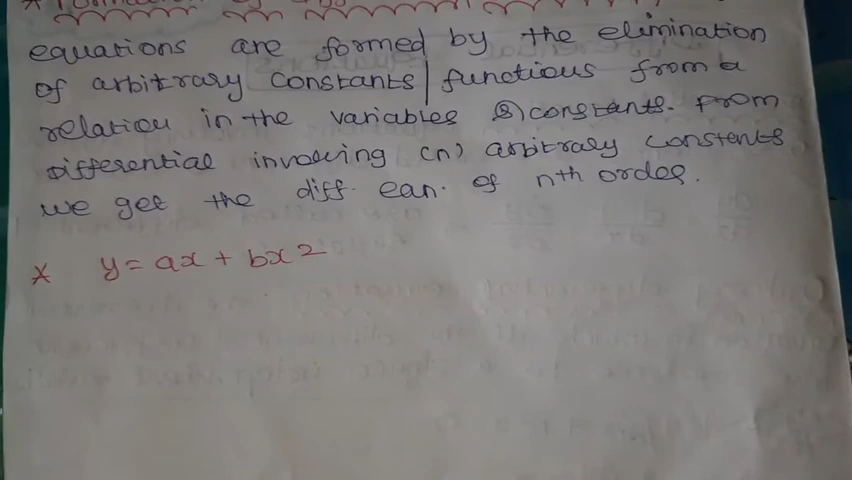 equations are formed by the elimination
of arbitrary constants | functions from a
relation in the variables & constants. From
Differential involving (n) arbitrary constents
we get the diff. eqn. of nth order.
* y = ax + bx2